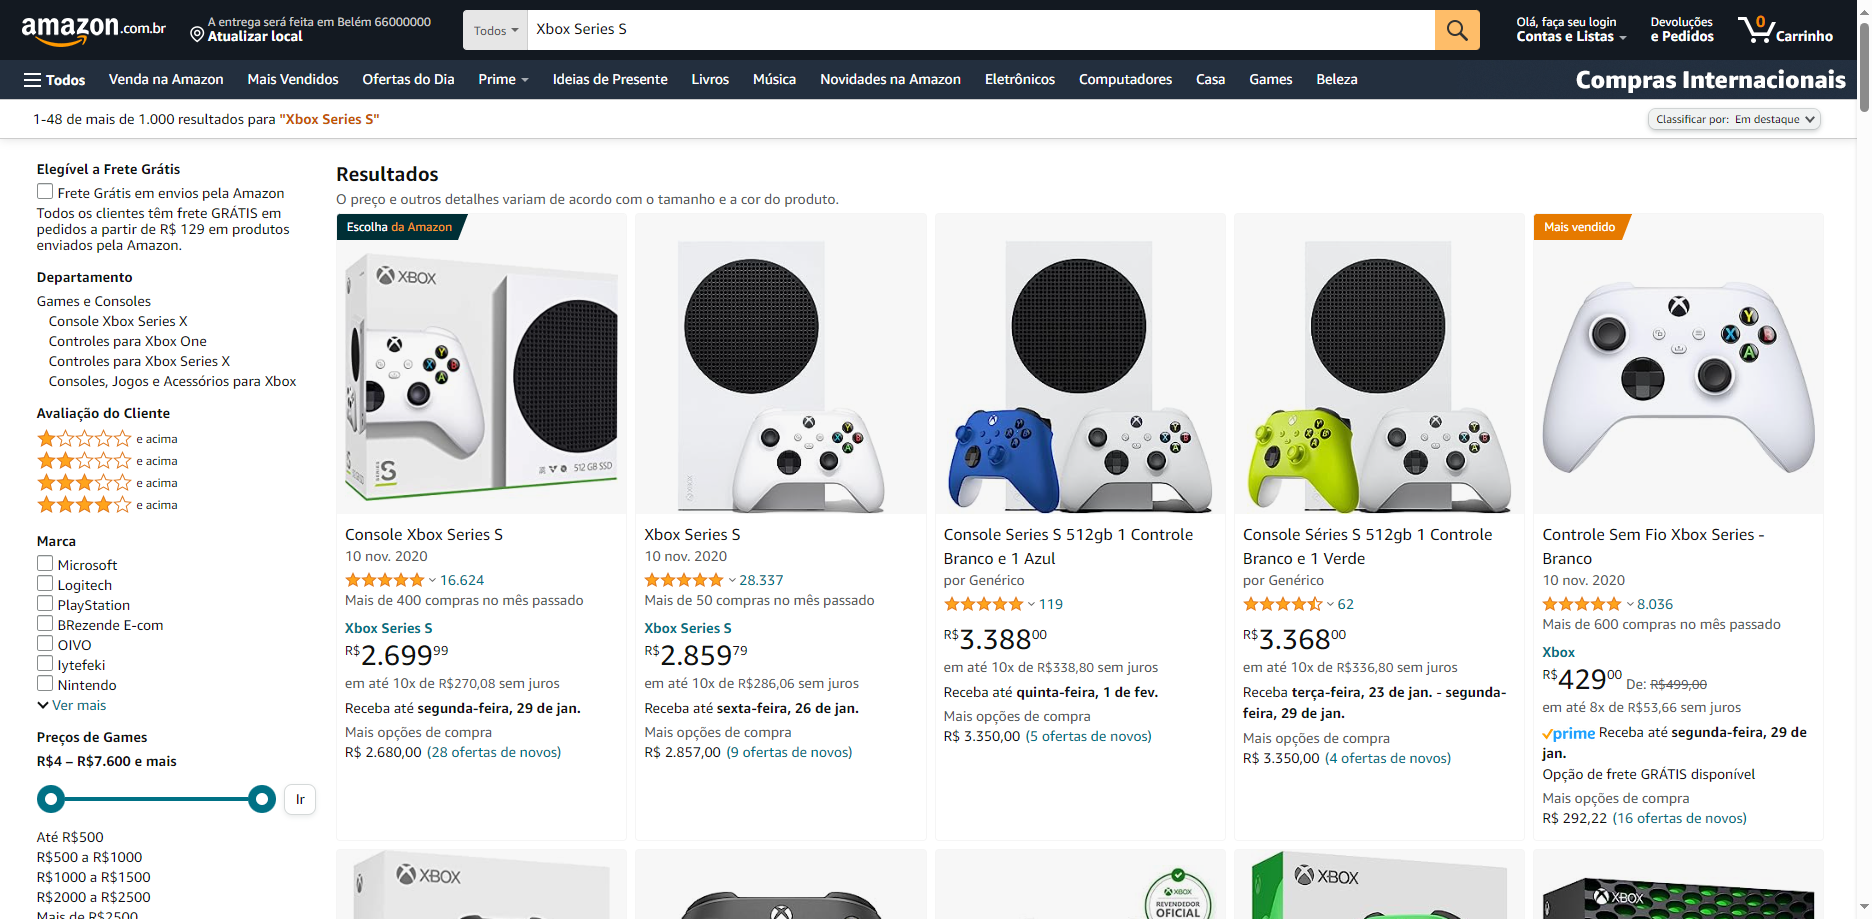 amazon.com.br
A entrega será feita em Belém 66000000
Atualizar local
Todos
Xbox Series S
Olá, faça seu login
Contas e Listas
Devoluções
e Pedidos
0
Carrinho
Todos
Venda na Amazon
Mais Vendidos
Ofertas do Dia
Prime
Ideias de Presente
Livros
Música
Novidades na Amazon
Eletrônicos
Computadores
Casa
Games
Beleza
Compras Internacionais
1-48 de mais de 1.000 resultados para "Xbox Series S"
Classificar por: Em destaque
Elegível a Frete Grátis
Frete Grátis em envios pela Amazon
Todos os clientes têm frete GRÁTIS em
pedidos a partir de R$ 129 em produtos
enviados pela Amazon.
Departamento
Games e Consoles
Console Xbox Series X
Controles para Xbox One
Controles para Xbox Series X
Consoles, Jogos e Acessórios para Xbox
Avaliação do Cliente
e acima
e acima
e acima
e acima
Marca
Microsoft
Logitech
PlayStation
BRezende E-com
OIVO
Iytefeki
Nintendo
Ver mais
Preços de Games
R$4 – R$7.600 e mais
Ir
Até R$500
R$500 a R$1000
R$1000 a R$1500
R$2000 a R$2500
Mais de R$2500
Resultados
O preço e outros detalhes variam de acordo com o tamanho e a cor do produto.
Escolha da Amazon
XBOX
SERIES S
512 GB SSD
Console Xbox Series S
10 nov. 2020
16.624
Mais de 400 compras no mês passado
Xbox Series S
R$2.69999
em até 10x de R$270,08 sem juros
Receba até segunda-feira, 29 de jan.
Mais opções de compra
R$ 2.680,00 (28 ofertas de novos)
Xbox Series S
10 nov. 2020
28.337
Mais de 50 compras no mês passado
Xbox Series S
R$2.85979
em até 10x de R$286,06 sem juros
Receba até sexta-feira, 26 de jan.
Mais opções de compra
R$ 2.857,00 (9 ofertas de novos)
Console Series S 512gb 1 Controle
Branco e 1 Azul
por Genérico
119
R$3.38800
em até 10x de R$338,80 sem juros
Receba até quinta-feira, 1 de fev.
Mais opções de compra
R$ 3.350,00 (5 ofertas de novos)
Console Séries S 512gb 1 Controle
Branco e 1 Verde
por Genérico
62
R$3.36800
em até 10x de R$336,80 sem juros
Receba terça-feira, 23 de jan. - segunda-
feira, 29 de jan.
Mais opções de compra
R$ 3.350,00 (4 ofertas de novos)
Mais vendido
Y
X
A
Controle Sem Fio Xbox Series -
Branco
10 nov. 2020
8.036
Mais de 600 compras no mês passado
Xbox
R$42900 De: R$499,00
em até 8x de R$53,66 sem juros
prime Receba até segunda-feira, 29 de
jan.
Opção de frete GRÁTIS disponível
Mais opções de compra
R$ 292,22 (16 ofertas de novos)
XBOX
XBOX
REVENDEDOR
OFICIAL
XBOX
XBOX